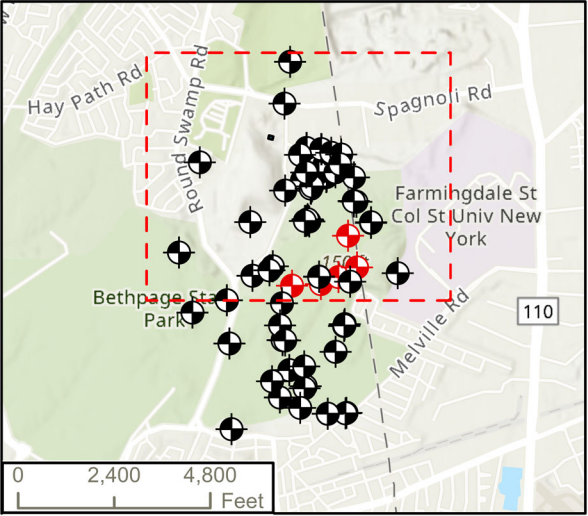 Hay Path Rd
Round Swamp Rd
Spagnoli Rd
Farmingdale St
Col St Univ New
York
150 ft
Bethpage Sta
Park
Melville Rd
110
0 2,400 4,800
Feet